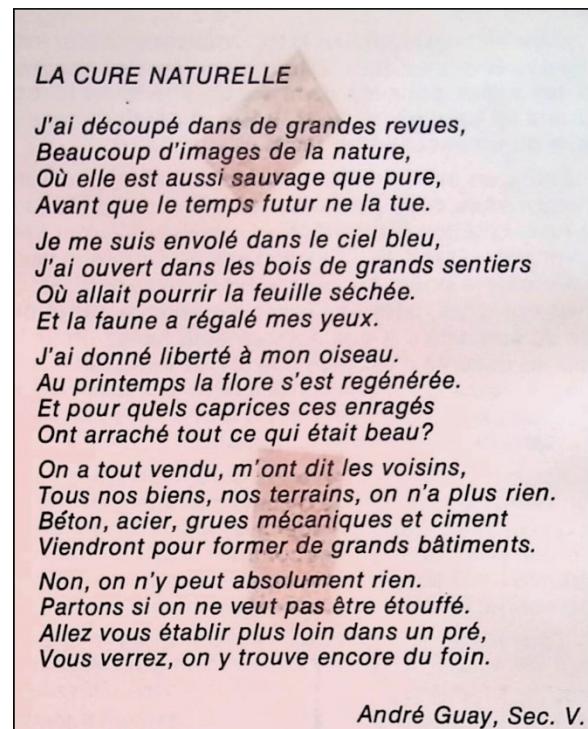 LA CURE NATURELLE
J'ai découpé dans de grandes revues,
Beaucoup d'images de la nature,
Où elle est aussi sauvage que pure,
Avant que le temps futur ne la tue.
Je me suis envolé dans le ciel bleu,
J'ai ouvert dans les bois de grands sentiers
Où allait pourrir la feuille séchée.
Et la faune a régalé mes yeux.
J'ai donné liberté à mon oiseau.
Au printemps la flore s'est regénérée.
Et pour quels caprices ces enragés
Ont arraché tout ce qui était beau?
On a tout vendu, m'ont dit les voisins,
Tous nos biens, nos terrains, on n'a plus rien.
Béton, acier, grues mécaniques et ciment
Viendront pour former de grands bâtiments.
Non, on n'y peut absolument rien.
Partons si on ne veut pas être étouffé.
Allez vous établir plus loin dans un pré,
Vous verrez, on y trouve encore du foin.
André Guay, Sec. V.